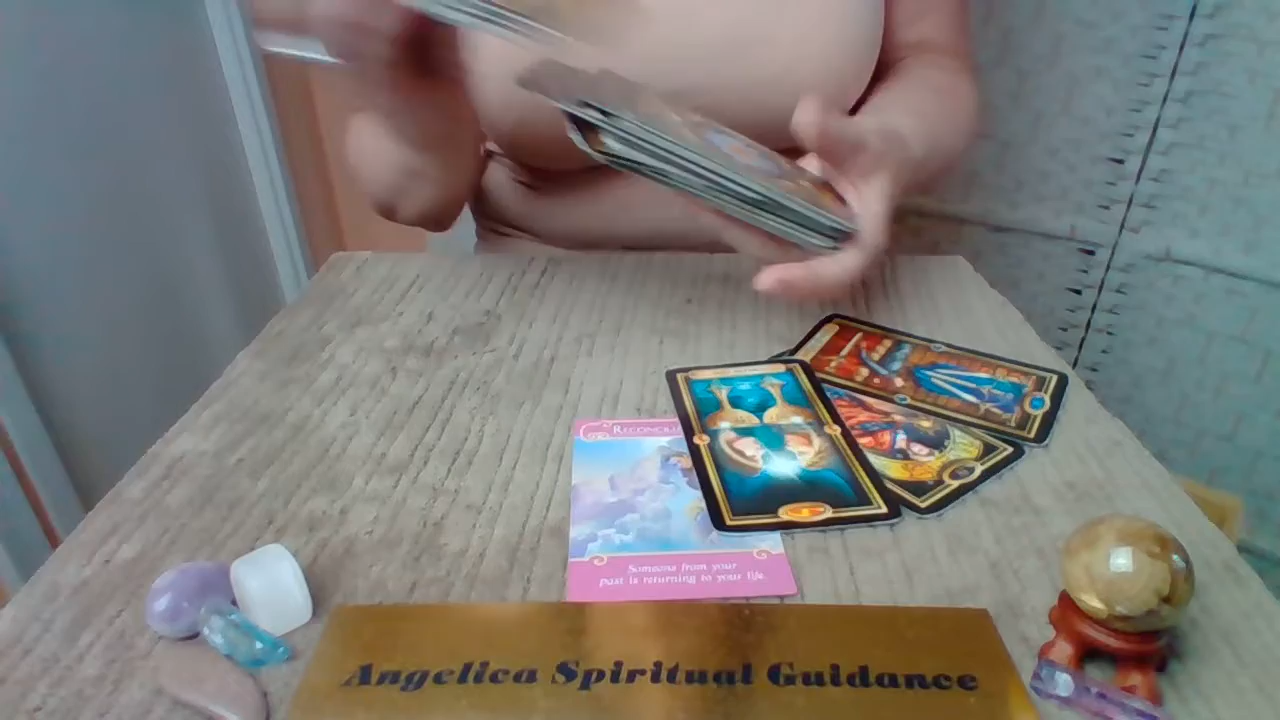 Someone from your
past is returning to your life.
Angelica Spiritual Guidance